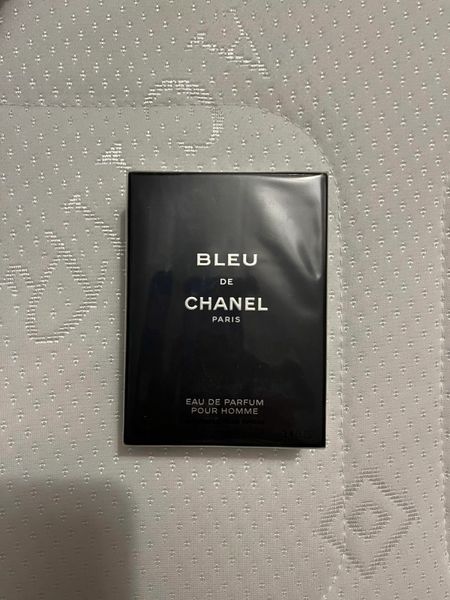 BLEU
DE
CHANEL
PARIS
EAU DE PARFUM
POUR HOMME